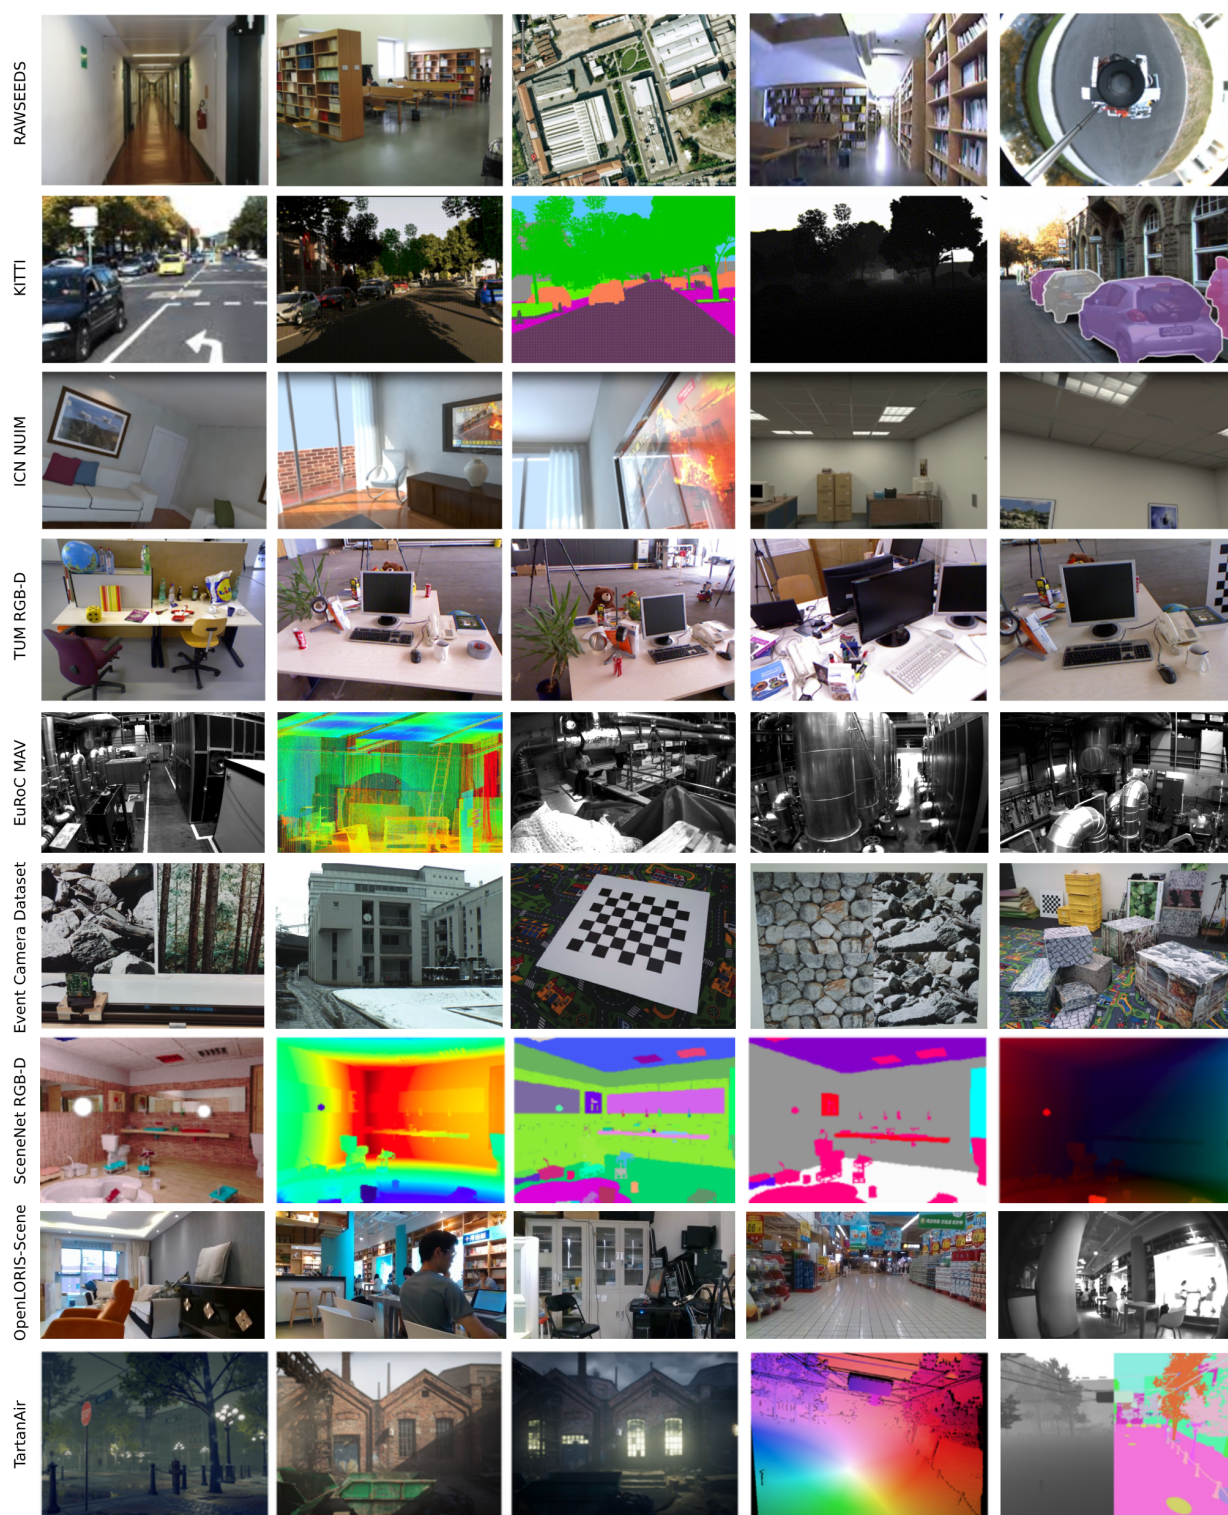 RAWSEEDS
KITTI
ICN NUIM
TUM RGB-D
EuRoC MAV
Event Camera Dataset
SceneNet RGB-D
OpenLORIS-Scene
TartanAir